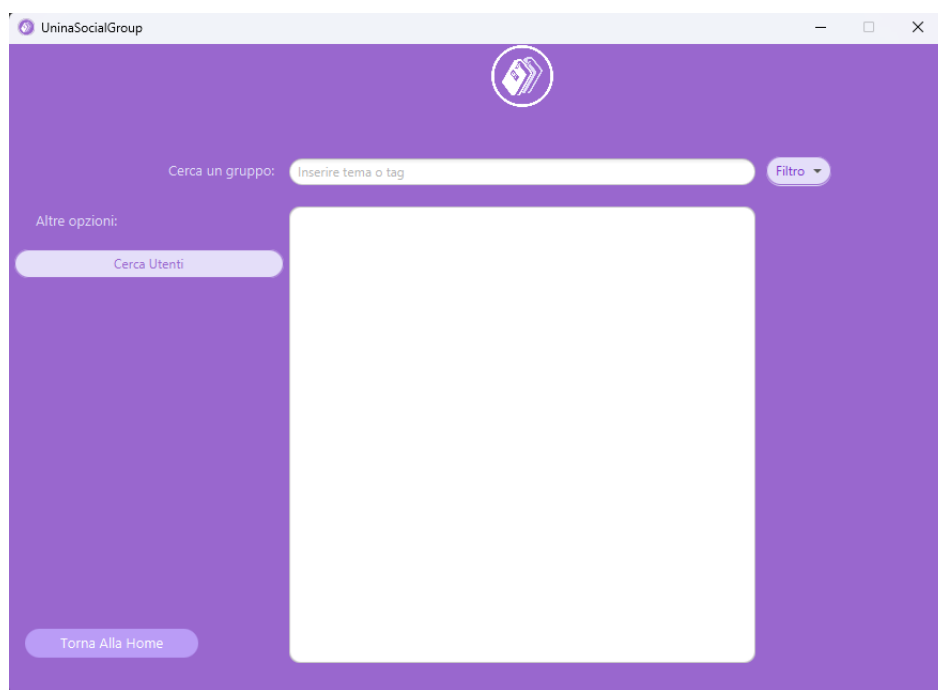 UninaSocialGroup
Cerca un gruppo:
Inserire tema o tag
Filtro
Altre opzioni:
Cerca Utenti
Torna Alla Home